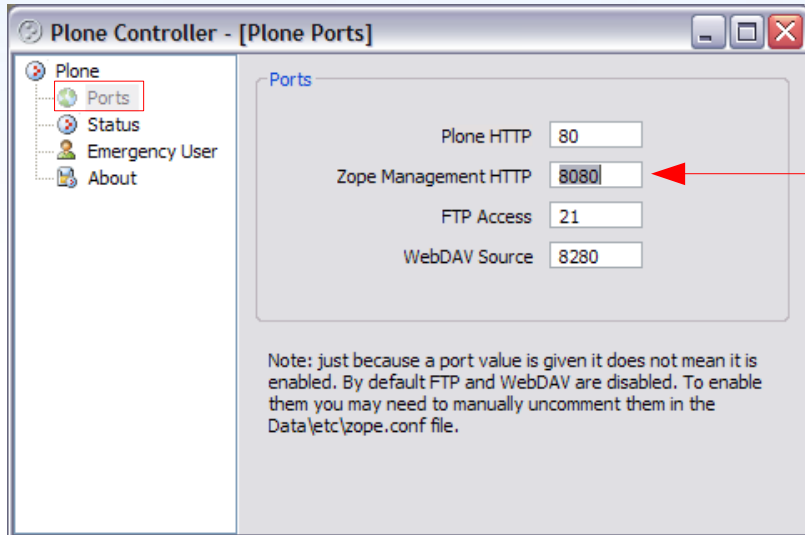 Plone Controller - [Plone Ports]
Plone
Ports
Status
Emergency User
About
Ports
Plone HTTP 80
Zope Management HTTP 8080
FTP Access 21
WebDAV Source 8280
Note: just because a port value is given it does not mean it is
enabled. By default FTP and WebDAV are disabled. To enable
them you may need to manually uncomment them in the
Data\etc\zope.conf file.